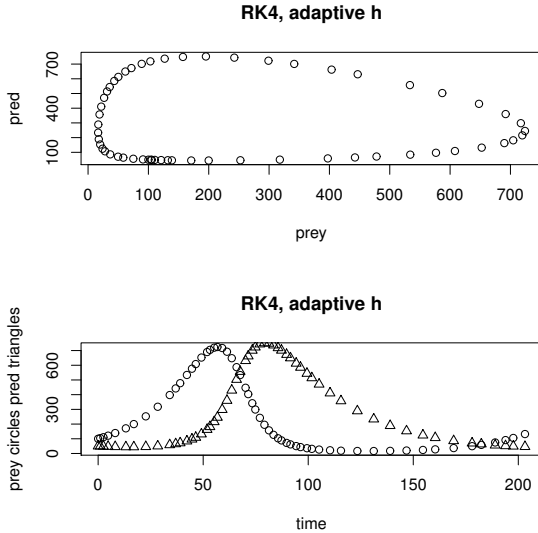 RK4, adaptive h
pred
100 400 700
0 100 200 300 400 500 600 700
prey
RK4, adaptive h
prey circles pred triangles
0 300 600
0 50 100 150 200
time